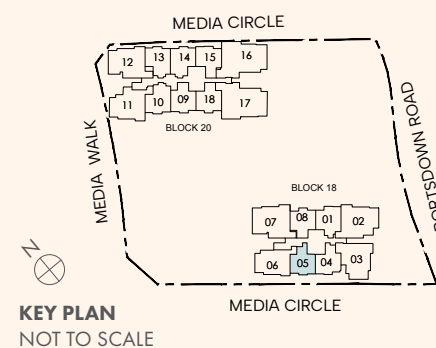 MEDIA CIRCLE
12 13 14 15 16
11 10 09 18 17
BLOCK 20
MEDIA WALK
PORTSDOWN ROAD
BLOCK 18
07 08 01 02
06 05 04 03
MEDIA CIRCLE
N
KEY PLAN
NOT TO SCALE